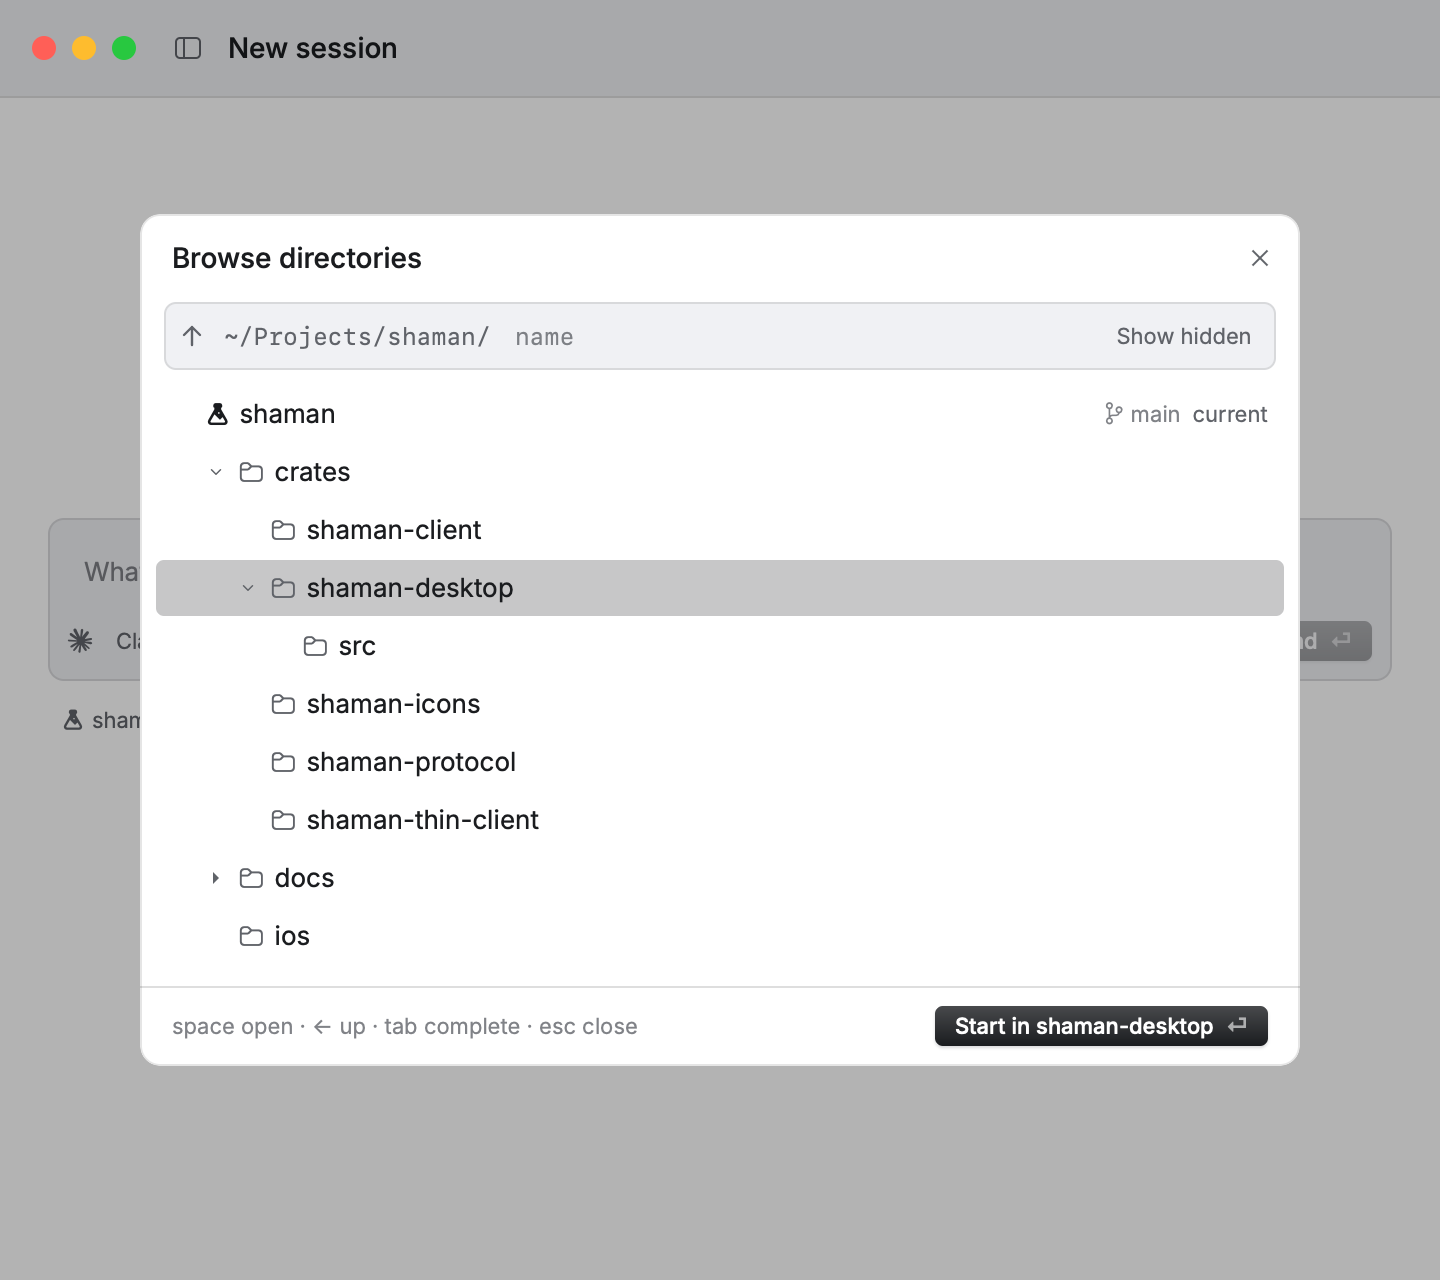 New session
Browse directories
~/Projects/shaman/ name Show hidden
shaman main current
crates
shaman-client
shaman-desktop
src
shaman-icons
shaman-protocol
shaman-thin-client
docs
ios
space open · ← up · tab complete · esc close Start in shaman-desktop